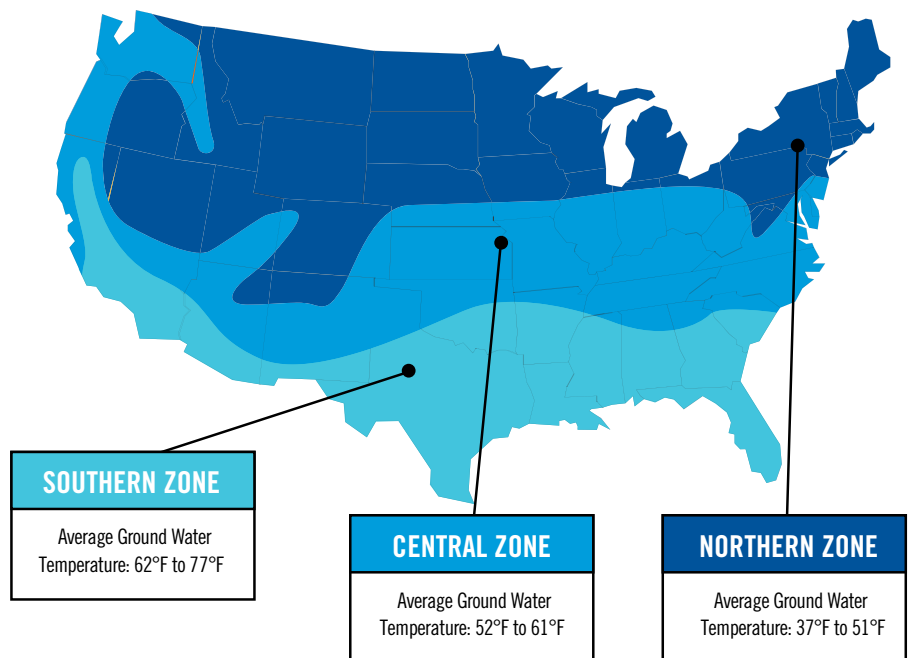 SOUTHERN ZONE
Average Ground Water
Temperature: 62°F to 77°F
CENTRAL ZONE
Average Ground Water
Temperature: 52°F to 61°F
NORTHERN ZONE
Average Ground Water
Temperature: 37°F to 51°F